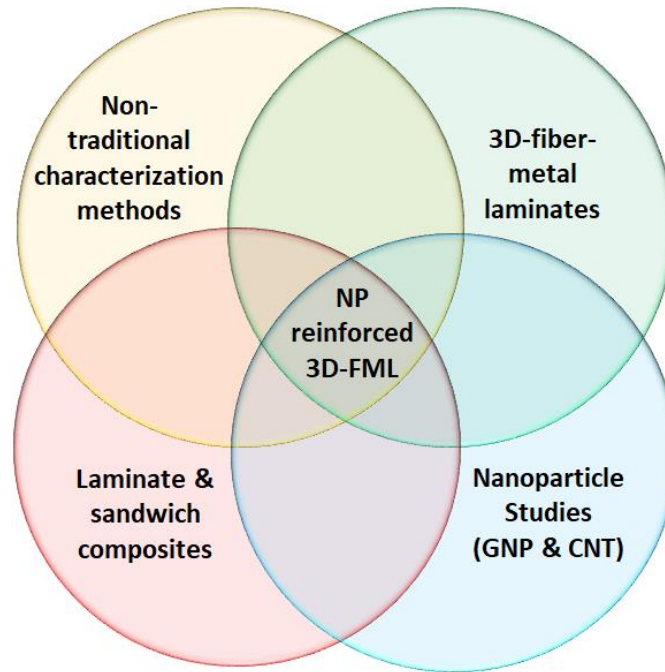 Non-
traditional
characterization
methods
3D-fiber-
metal
laminates
NP
reinforced
3D-FML
Laminate &
sandwich
composites
Nanoparticle
Studies
(GNP & CNT)